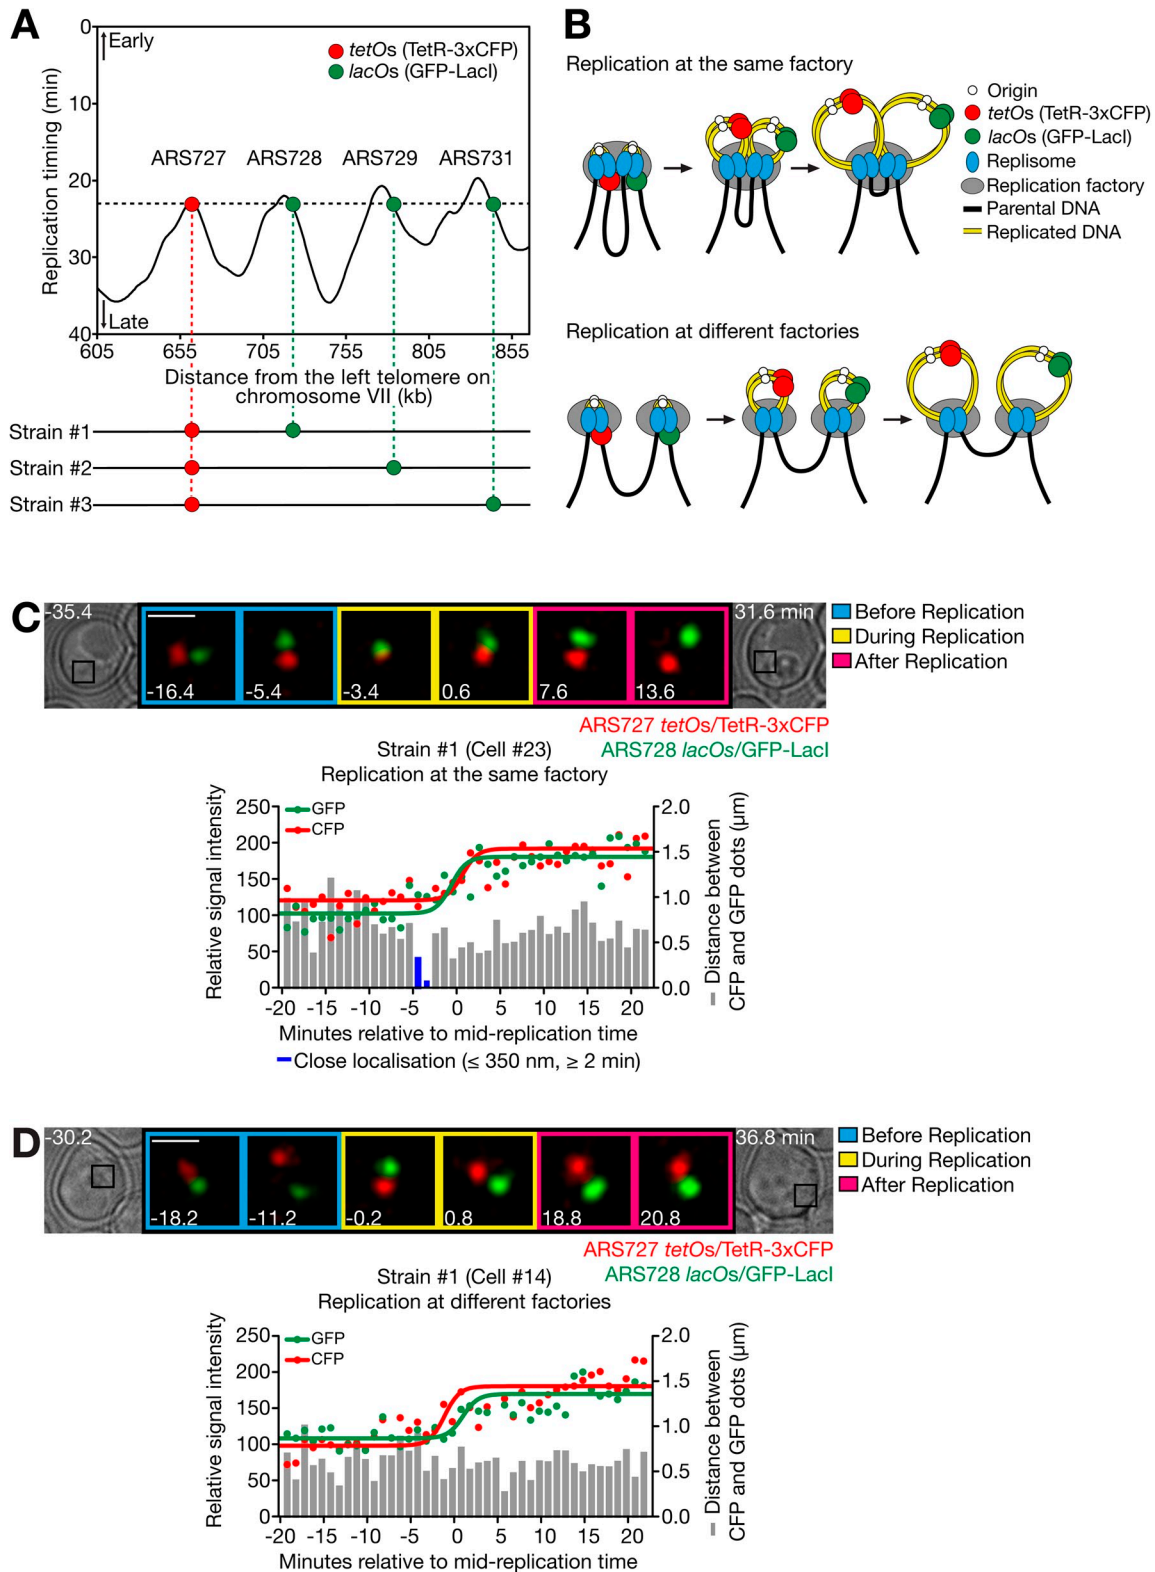 A
0
10
20
30
40
Replication timing (min)
Early
Late
tetOs (TetR-3xCFP)
lacOs (GFP-LacI)
ARS727 ARS728 ARS729 ARS731
605 655 705 755 805 855
Distance from the left telomere on
chromosome VII (kb)
Strain #1
Strain #2
Strain #3
B
Replication at the same factory
Origin
tetOs (TetR-3xCFP)
lacOs (GFP-LacI)
Replisome
Replication factory
Parental DNA
Replicated DNA
Replication at different factories
C
-35.4
-16.4
-5.4
-3.4
0.6
7.6
13.6
31.6 min
Before Replication
During Replication
After Replication
ARS727 tetOs/TetR-3xCFP
ARS728 lacOs/GFP-LacI
Strain #1 (Cell #23)
Replication at the same factory
GFP
CFP
Relative signal intensity
250
200
150
100
50
0
2.0
1.5
1.0
0.5
0.0
Distance between
CFP and GFP dots (µm)
-20 -15 -10 -5 0 5 10 15 20
Minutes relative to mid-replication time
Close localisation (≤ 350 nm, ≥ 2 min)
D
-30.2
-18.2
-11.2
-0.2
0.8
18.8
20.8
36.8 min
Before Replication
During Replication
After Replication
ARS727 tetOs/TetR-3xCFP
ARS728 lacOs/GFP-LacI
Strain #1 (Cell #14)
Replication at different factories
GFP
CFP
Relative signal intensity
250
200
150
100
50
0
2.0
1.5
1.0
0.5
0.0
Distance between
CFP and GFP dots (µm)
-20 -15 -10 -5 0 5 10 15 20
Minutes relative to mid-replication time